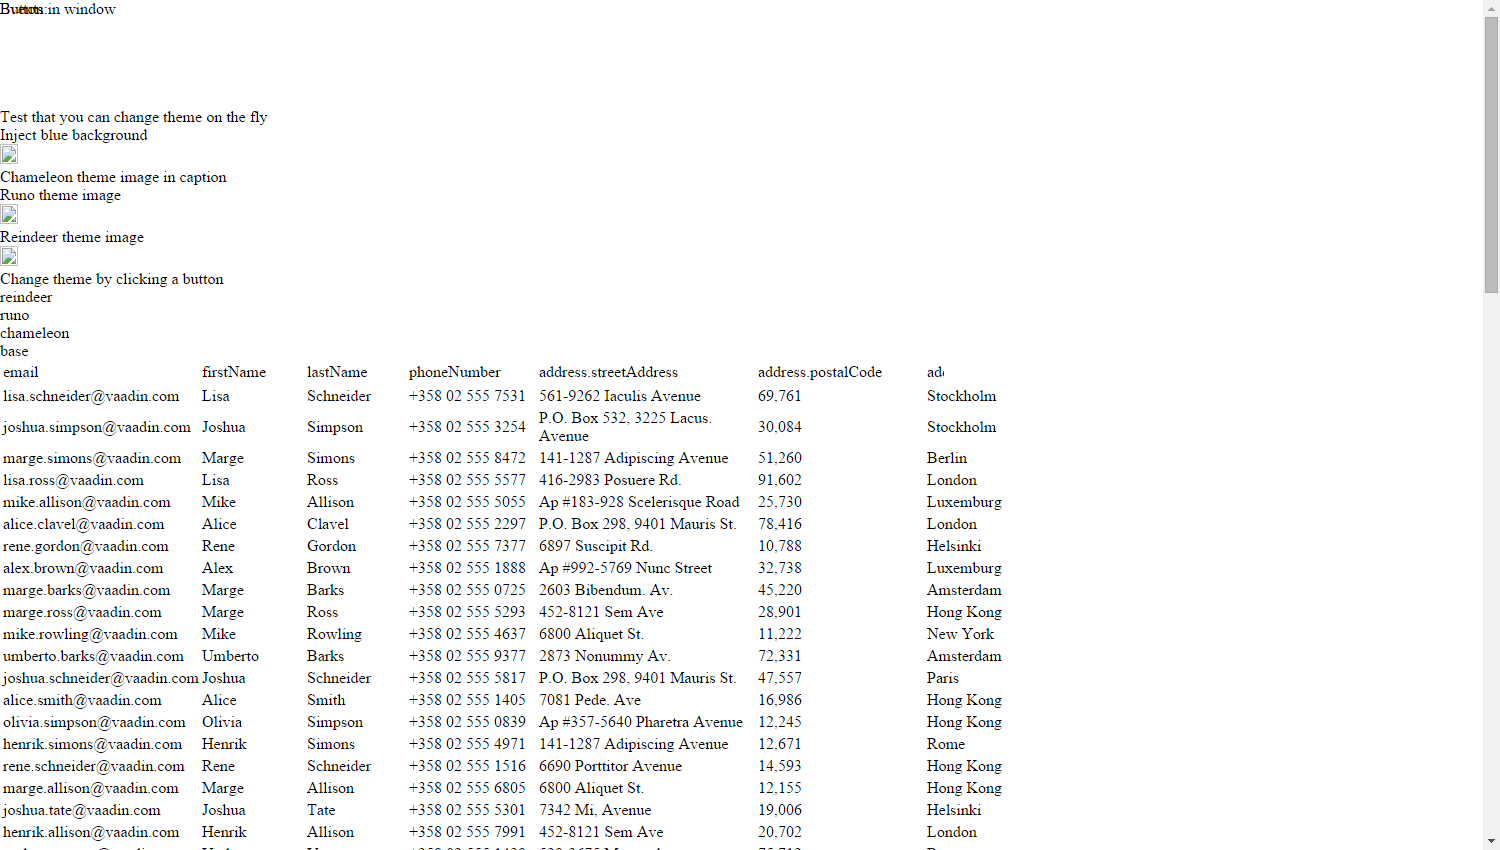 Button in window
Test that you can change theme on the fly
Inject blue background
Chameleon theme image in caption
Runo theme image
Reindeer theme image
Change theme by clicking a button
reindeer
runo
chameleon
base
email firstName lastName phoneNumber address.streetAddress address.postalCode
lisa.schneider@vaadin.com Lisa Schneider +358 02 555 7531 561-9262 Iaculis Avenue 69,761 Stockholm
joshua.simpson@vaadin.com Joshua Simpson +358 02 555 3254 P.O. Box 532, 3225 Lacus. Avenue 30,084 Stockholm
marge.simons@vaadin.com Marge Simons +358 02 555 8472 141-1287 Adipiscing Avenue 51,260 Berlin
lisa.ross@vaadin.com Lisa Ross +358 02 555 5577 416-2983 Posuere Rd. 91,602 London
mike.allison@vaadin.com Mike Allison +358 02 555 5055 Ap #183-928 Scelerisque Road 25,730 Luxemburg
alice.clavel@vaadin.com Alice Clavel +358 02 555 2297 P.O. Box 298, 9401 Mauris St. 78,416 London
rene.gordon@vaadin.com Rene Gordon +358 02 555 7377 6897 Suscipit Rd. 10,788 Helsinki
alex.brown@vaadin.com Alex Brown +358 02 555 1888 Ap #992-5769 Nunc Street 32,738 Luxemburg
marge.barks@vaadin.com Marge Barks +358 02 555 0725 2603 Bibendum. Av. 45,220 Amsterdam
marge.ross@vaadin.com Marge Ross +358 02 555 5293 452-8121 Sem Ave 28,901 Hong Kong
mike.rowling@vaadin.com Mike Rowling +358 02 555 4637 6800 Aliquet St. 11,222 New York
umberto.barks@vaadin.com Umberto Barks +358 02 555 9377 2873 Nonummy Av. 72,331 Amsterdam
joshua.schneider@vaadin.com Joshua Schneider +358 02 555 5817 P.O. Box 298, 9401 Mauris St. 47,557 Paris
alice.smith@vaadin.com Alice Smith +358 02 555 1405 7081 Pede. Ave 16,986 Hong Kong
olivia.simpson@vaadin.com Olivia Simpson +358 02 555 0839 Ap #357-5640 Pharetra Avenue 12,245 Hong Kong
henrik.simons@vaadin.com Henrik Simons +358 02 555 4971 141-1287 Adipiscing Avenue 12,671 Rome
rene.schneider@vaadin.com Rene Schneider +358 02 555 1516 6690 Porttitor Avenue 14,593 Hong Kong
marge.allison@vaadin.com Marge Allison +358 02 555 6805 6800 Aliquet St. 12,155 Hong Kong
joshua.tate@vaadin.com Joshua Tate +358 02 555 5301 7342 Mi, Avenue 19,006 Helsinki
henrik.allison@vaadin.com Henrik Allison +358 02 555 7991 452-8121 Sem Ave 20,702 London